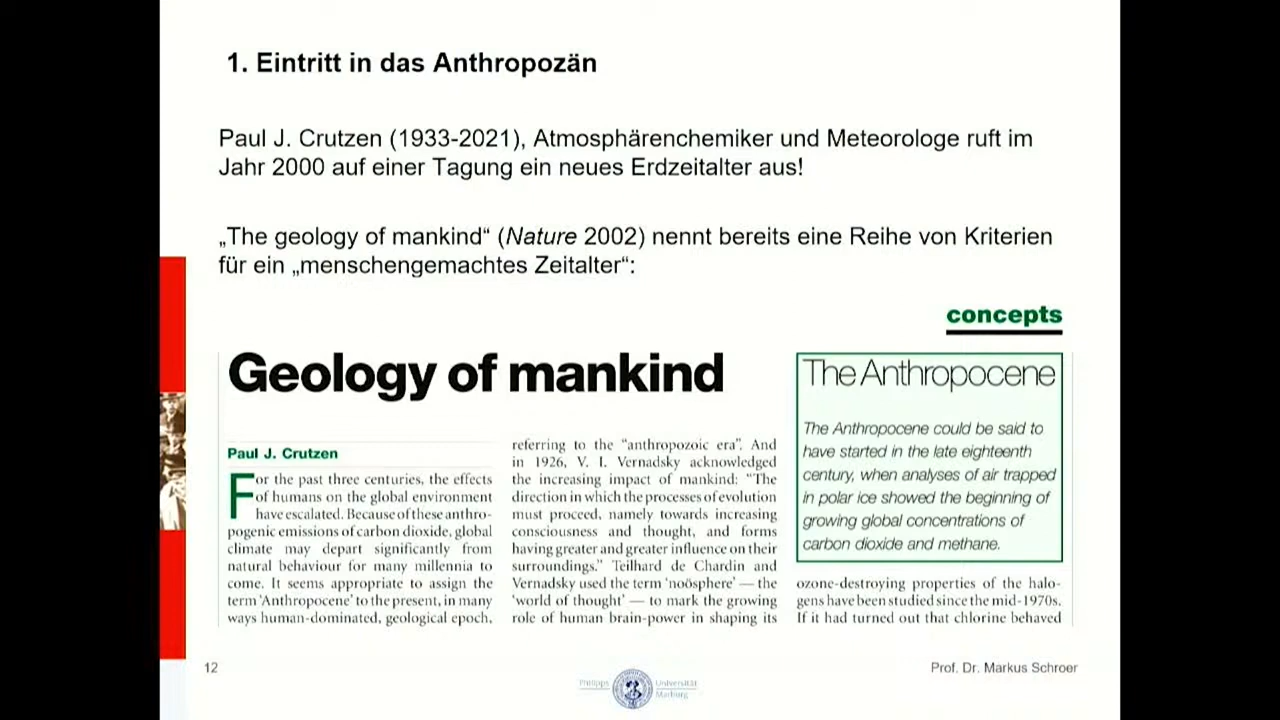 1. Eintritt in das Anthropozän
Paul J. Crutzen (1933-2021), Atmosphärenchemiker und Meteorologe ruft im
Jahr 2000 auf einer Tagung ein neues Erdzeitalter aus!
„The geology of mankind“ (Nature 2002) nennt bereits eine Reihe von Kriterien
für ein „menschengemachtes Zeitalter“:
concepts
Geology of mankind
Paul J. Crutzen
For the past three centuries, the effects
of humans on the global environment
have escalated. Because of these anthro-
pogenic emissions of carbon dioxide, global
climate may depart significantly from
natural behaviour for many millennia to
come. It seems appropriate to assign the
term ‘Anthropocene’ to the present, in many
ways human-dominated, geological epoch,
referring to the “anthropozoic era”. And
in 1926, V. I. Vernadsky acknowledged
the increasing impact of mankind: “The
direction in which the processes of evolution
must proceed, namely towards increasing
consciousness and thought, and forms
having greater and greater influence on their
surroundings.” Teilhard de Chardin and
Vernadsky used the term ‘noösphere’ — the
‘world of thought’ — to mark the growing
role of human brain-power in shaping its
The Anthropocene
The Anthropocene could be said to
have started in the late eighteenth
century, when analyses of air trapped
in polar ice showed the beginning of
growing global concentrations of
carbon dioxide and methane.
ozone-destroying properties of the halo-
gens have been studied since the mid-1970s.
If it had turned out that chlorine behaved
12
Philipps Universität
Marburg
Prof. Dr. Markus Schroer